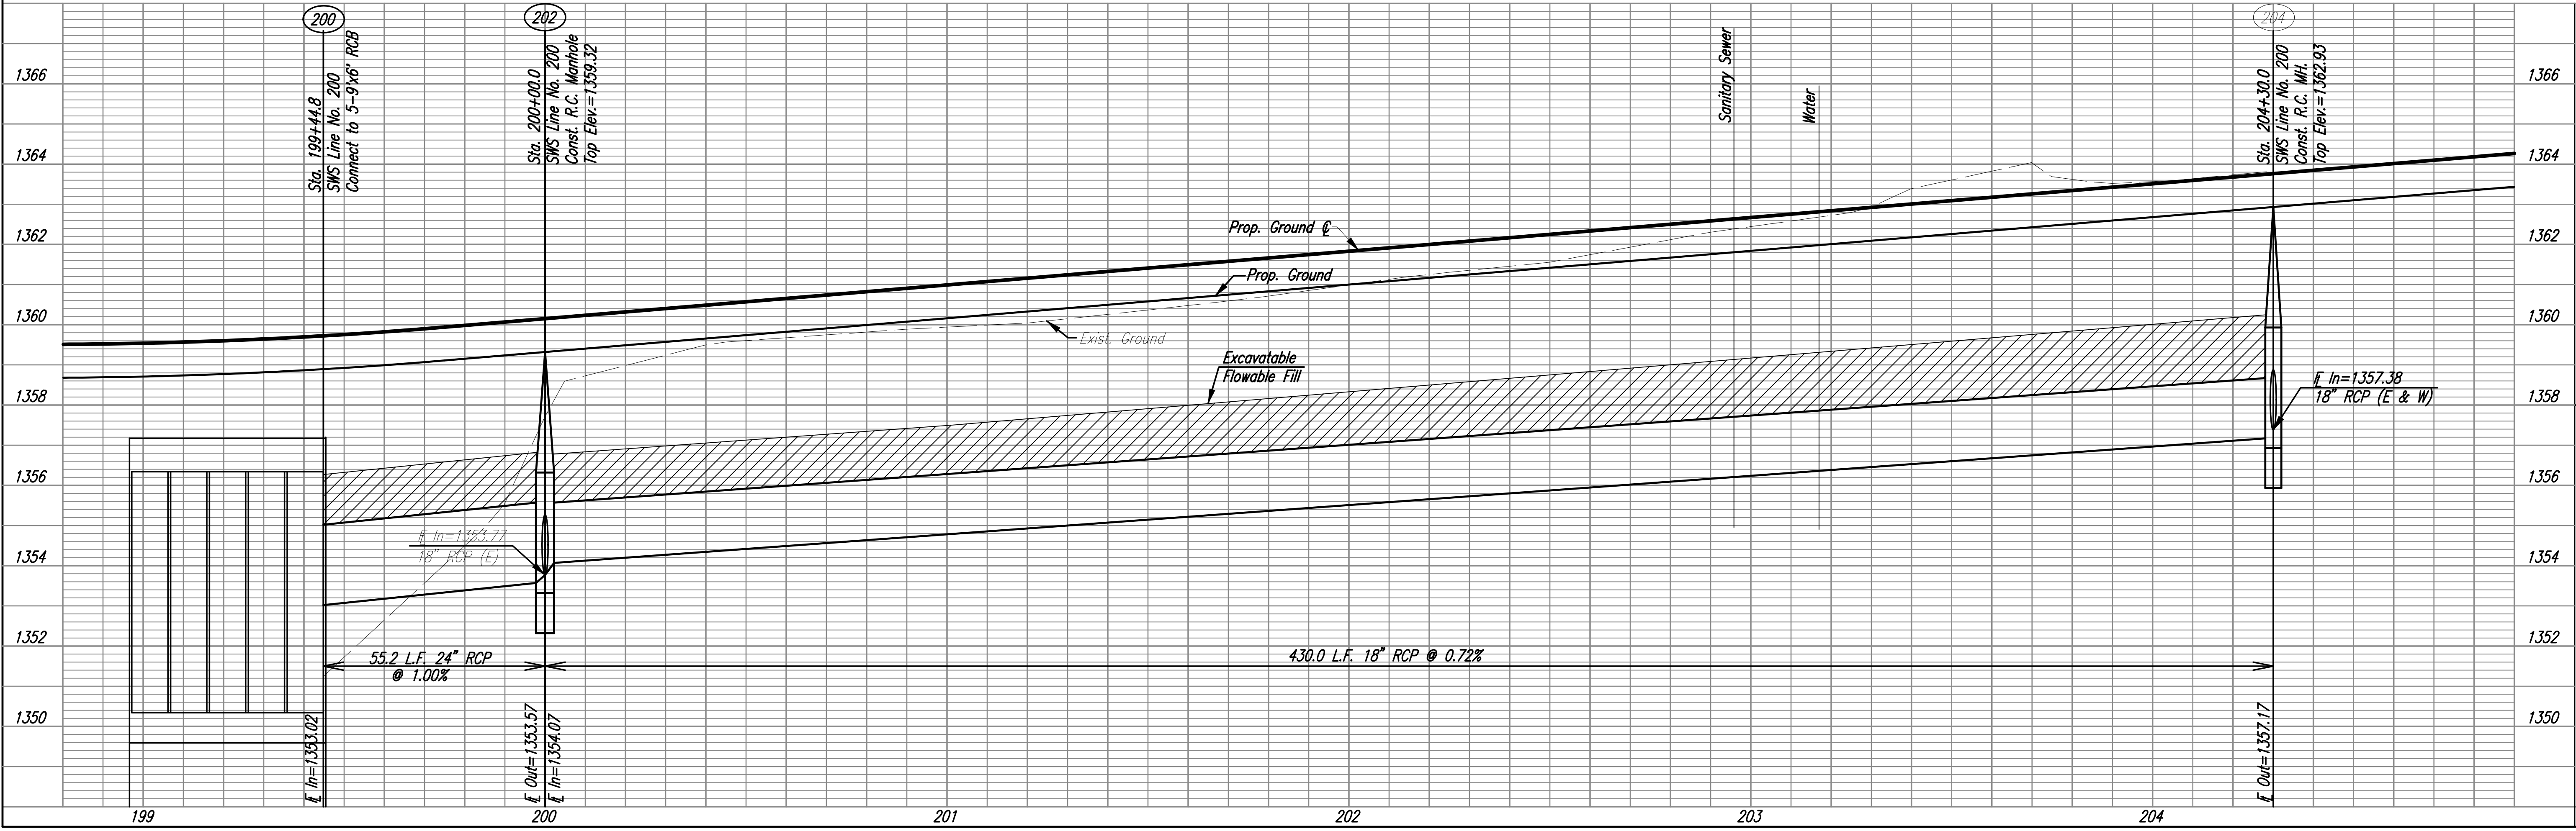 200
Sta. 199+44.8
SWS Line No. 200
Connect to 5-9'x6' RCB
202
Sta. 200+00.0
SWS Line No. 200
Const. R.C. Manhole
Top Elev.=1359.32
Sanitary Sewer
Water
204
Sta. 204+30.0
SWS Line No. 200
Const. R.C. MH.
Top Elev.=1362.93
1366
1364
1362
1360
1358
1356
1354
1352
1350
1366
1364
1362
1360
1358
1356
1354
1352
1350
Prop. Ground ℄
Prop. Ground
Exist. Ground
Excavatable
Flowable Fill
FL In=1357.38
18" RCP (E & W)
FL In=1353.77
18" RCP (E)
55.2 L.F. 24" RCP
@ 1.00%
430.0 L.F. 18" RCP @ 0.72%
FL In=1353.02
FL Out=1353.57
FL In=1354.07
FL Out=1357.17
199
200
201
202
203
204